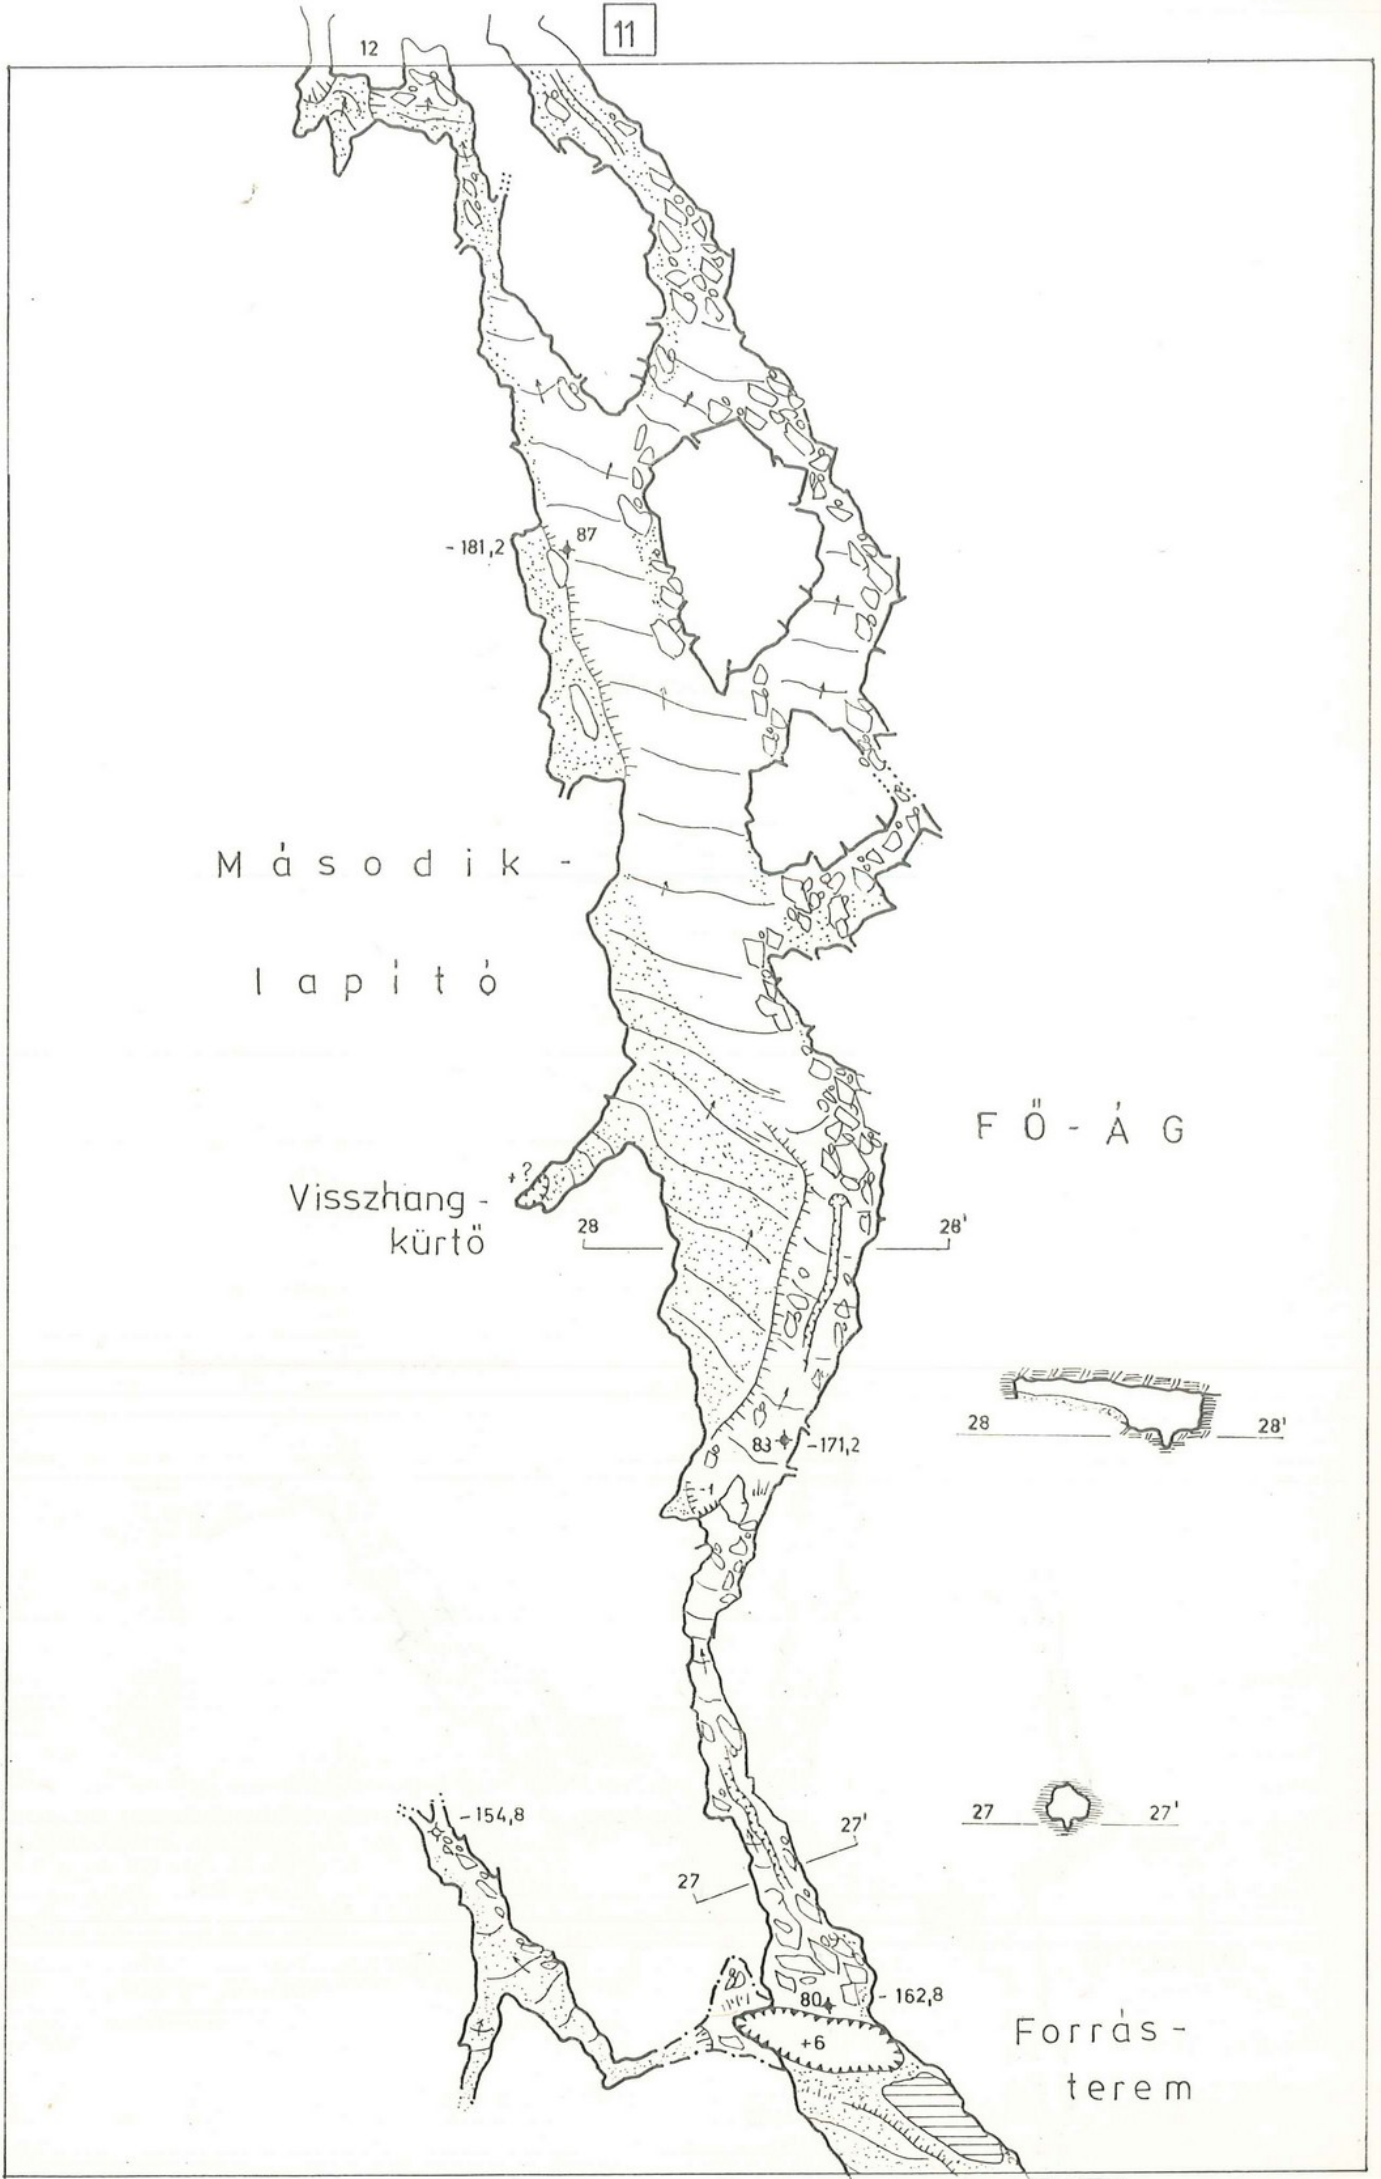 11
12
- 181,2
87
Második -
lapító
FŐ - ÁG
+?
Visszhang -
kürtő
28
28'
28
28'
83
-171,2
-1
-154,8
27'
27
27
27'
80
- 162,8
+6
Forrás -
terem